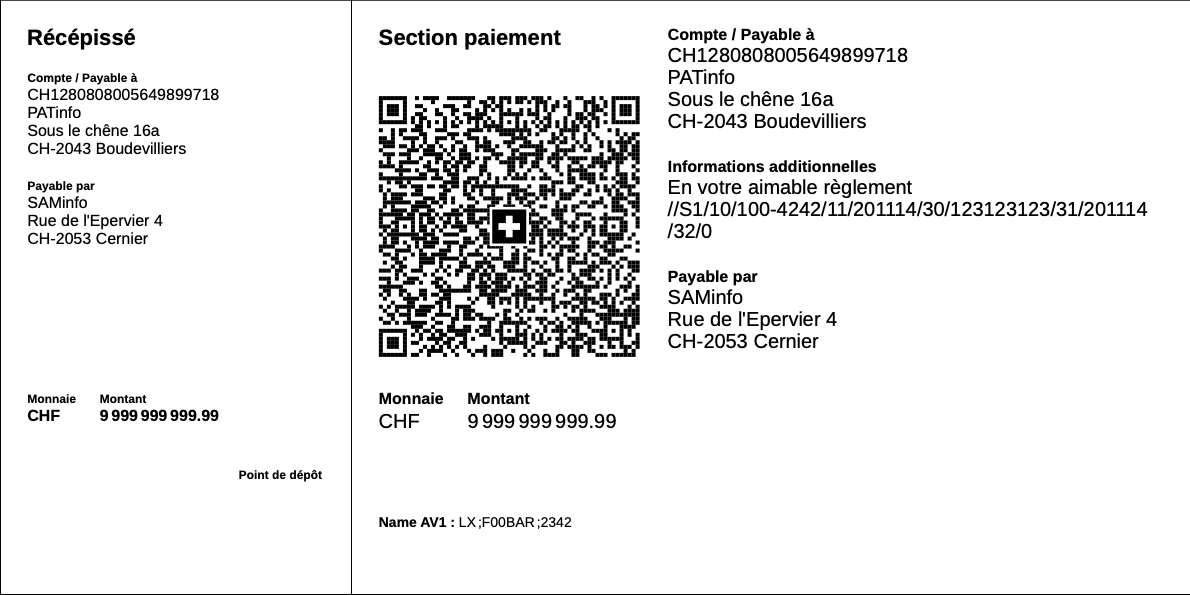 Récépissé
Compte / Payable à
CH1280808005649899718
PATinfo
Sous le chêne 16a
CH-2043 Boudevilliers
Payable par
SAMinfo
Rue de l'Epervier 4
CH-2053 Cernier
Monnaie Montant
CHF 9 999 999 999.99
Point de dépôt
Section paiement
Monnaie Montant
CHF 9 999 999 999.99
Name AV1 : LX ;F00BAR ;2342
Compte / Payable à
CH1280808005649899718
PATinfo
Sous le chêne 16a
CH-2043 Boudevilliers
Informations additionnelles
En votre aimable règlement
//S1/10/100-4242/11/201114/30/123123123/31/201114
/32/0
Payable par
SAMinfo
Rue de l'Epervier 4
CH-2053 Cernier